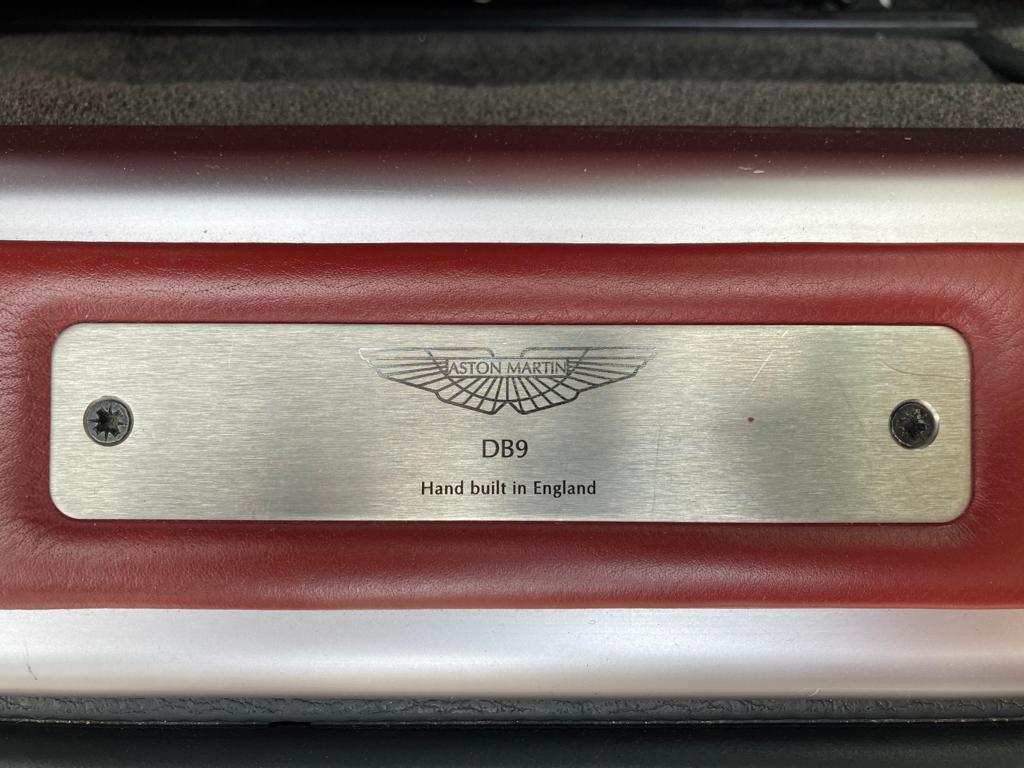 ASTON MARTIN
DB9
Hand built in England